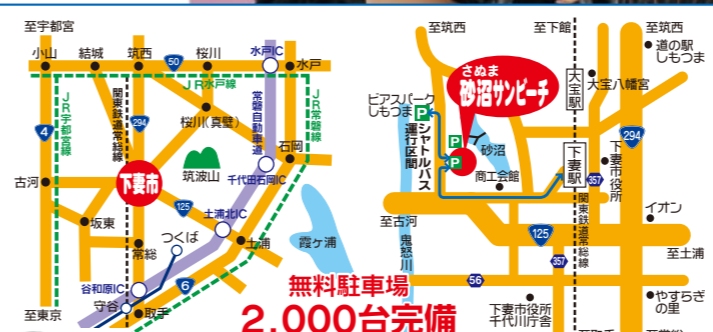 至宇都宮
小山
結城
筑西
桜川
水戸IC
水戸
50
JR水戸線
JR宇都宮線
関東鉄道常総線
294
桜川(真壁)
常磐自動車道
JR常磐線
4
石岡
下妻市
筑波山
千代田石岡IC
古河
125
坂東
土浦北IC
つくば
常総
土浦
霞ヶ浦
谷和原IC
守谷
6
取手
至東京
無料駐車場
2,000台完備
至筑西
至下館
至筑西
道の駅
しもつま
さぬま
砂沼サンビーチ
大宝駅
大宝八幡宮
ビアスパーク
しもつま
P
シャトルバス
運行区間
P
P
砂沼
294
下妻駅
下妻市役所
商工会館
357
至古河
関東鉄道常総線
イオン
125
鬼怒川
357
至土浦
56
下妻市役所
千代川庁舎
やすらぎ
の里